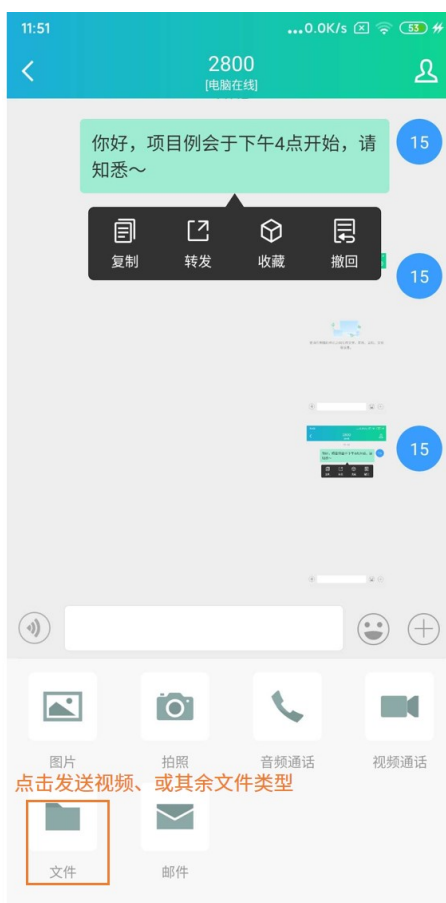 11:51
...0.0K/s 53
2800
[电脑在线]
你好，项目例会于下午4点开始，请
知悉～
15
复制 转发 收藏 撤回
15
15
图片 拍照 音频通话 视频通话
点击发送视频、或其余文件类型
文件 邮件